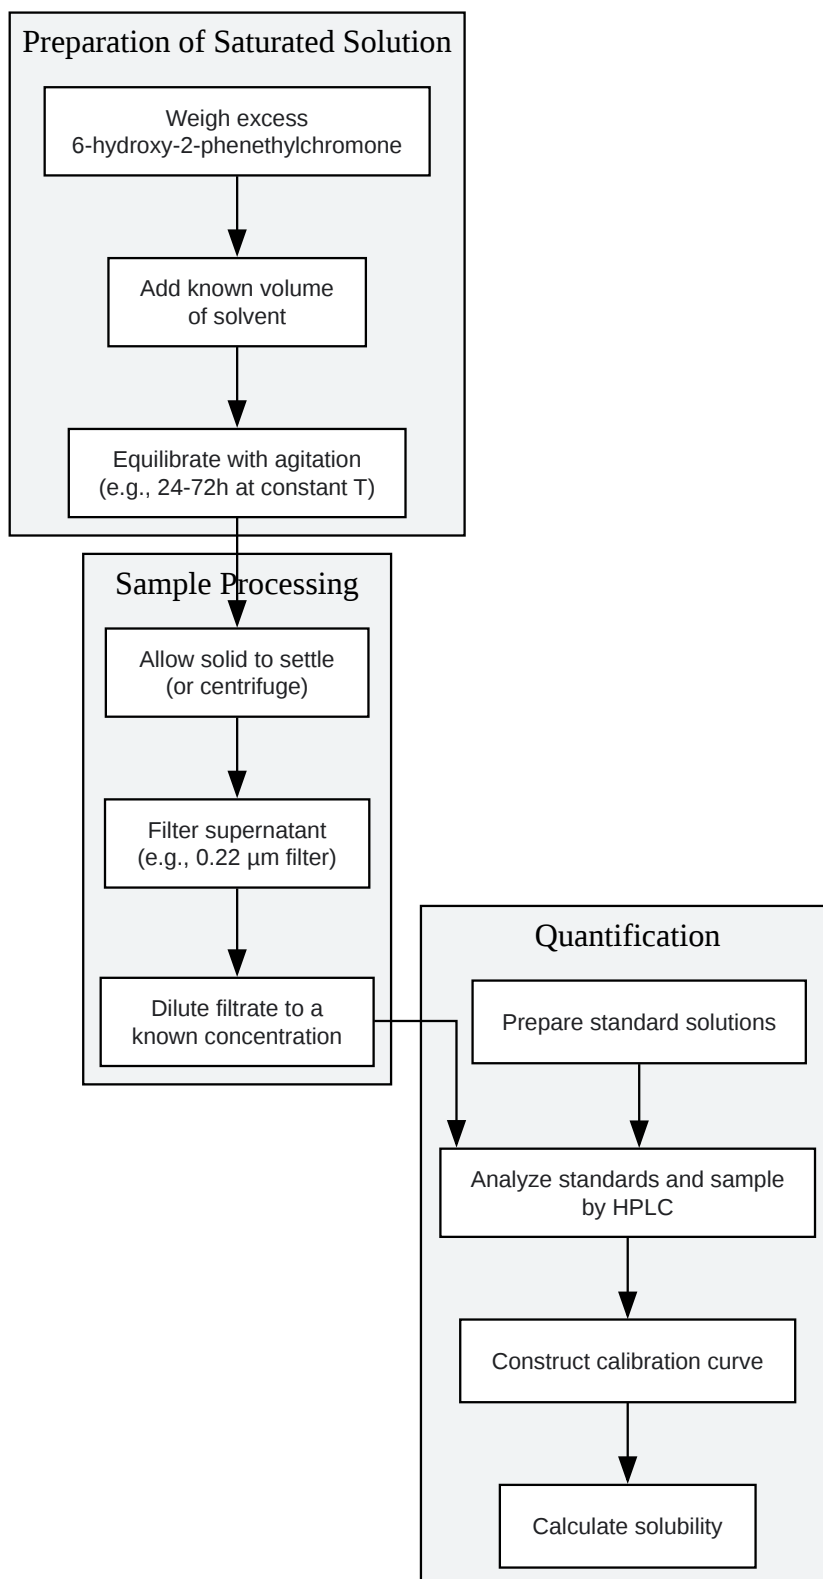 Preparation of Saturated Solution
Weigh excess
6-hydroxy-2-phenethylchromone
Add known volume
of solvent
Equilibrate with agitation
(e.g., 24-72h at constant T)
Sample Processing
Allow solid to settle
(or centrifuge)
Filter supernatant
(e.g., 0.22 µm filter)
Dilute filtrate to a
known concentration
Quantification
Prepare standard solutions
Analyze standards and sample
by HPLC
Construct calibration curve
Calculate solubility